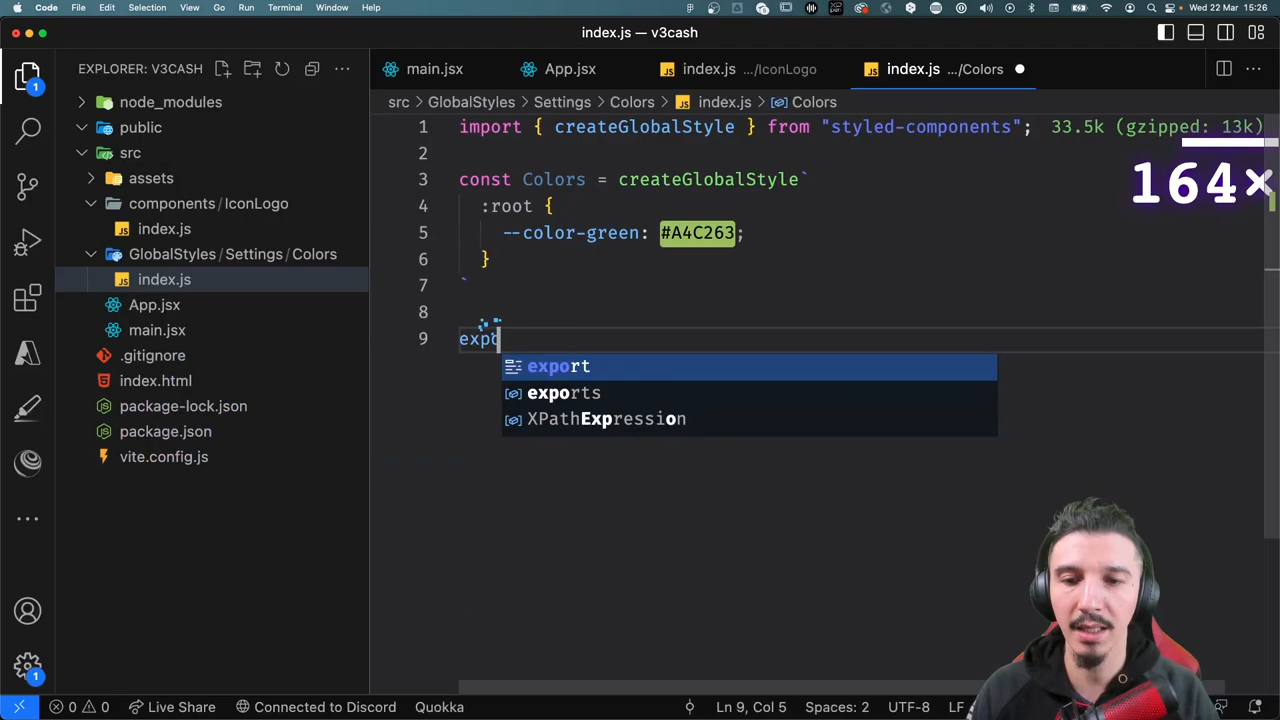 Code File Edit Selection View Go Run Terminal Window Help Wed 22 Mar 15:26
index.js — v3cash
EXPLORER: V3CASH
main.jsx App.jsx index.js .../IconLogo index.js .../Colors
src > GlobalStyles > Settings > Colors > index.js > Colors
node_modules
public
src
assets
components / IconLogo
index.js
GlobalStyles / Settings / Colors
index.js
App.jsx
main.jsx
.gitignore
index.html
package-lock.json
package.json
vite.config.js
1 import { createGlobalStyle } from "styled-components"; 33.5k (gzipped: 13k)
2
3 const Colors = createGlobalStyle`
4 :root {
5 --color-green: #A4C263;
6 }
7 `
8
9 expo
export
exports
XPathExpression
164×
1
1
0 0 Live Share Connected to Discord Quokka Ln 9, Col 5 Spaces: 2 UTF-8 LF